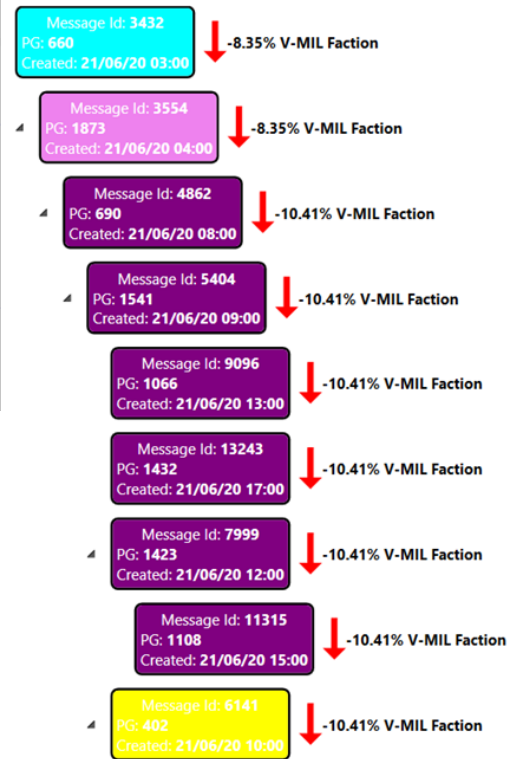 Message Id: 3432
PG: 660
Created: 21/06/20 03:00
-8.35% V-MIL Faction
Message Id: 3554
PG: 1873
Created: 21/06/20 04:00
-8.35% V-MIL Faction
Message Id: 4862
PG: 690
Created: 21/06/20 08:00
-10.41% V-MIL Faction
Message Id: 5404
PG: 1541
Created: 21/06/20 09:00
-10.41% V-MIL Faction
Message Id: 9096
PG: 1066
Created: 21/06/20 13:00
-10.41% V-MIL Faction
Message Id: 13243
PG: 1432
Created: 21/06/20 17:00
-10.41% V-MIL Faction
Message Id: 7999
PG: 1423
Created: 21/06/20 12:00
-10.41% V-MIL Faction
Message Id: 11315
PG: 1108
Created: 21/06/20 15:00
-10.41% V-MIL Faction
Message Id: 6141
PG: 402
Created: 21/06/20 10:00
-10.41% V-MIL Faction